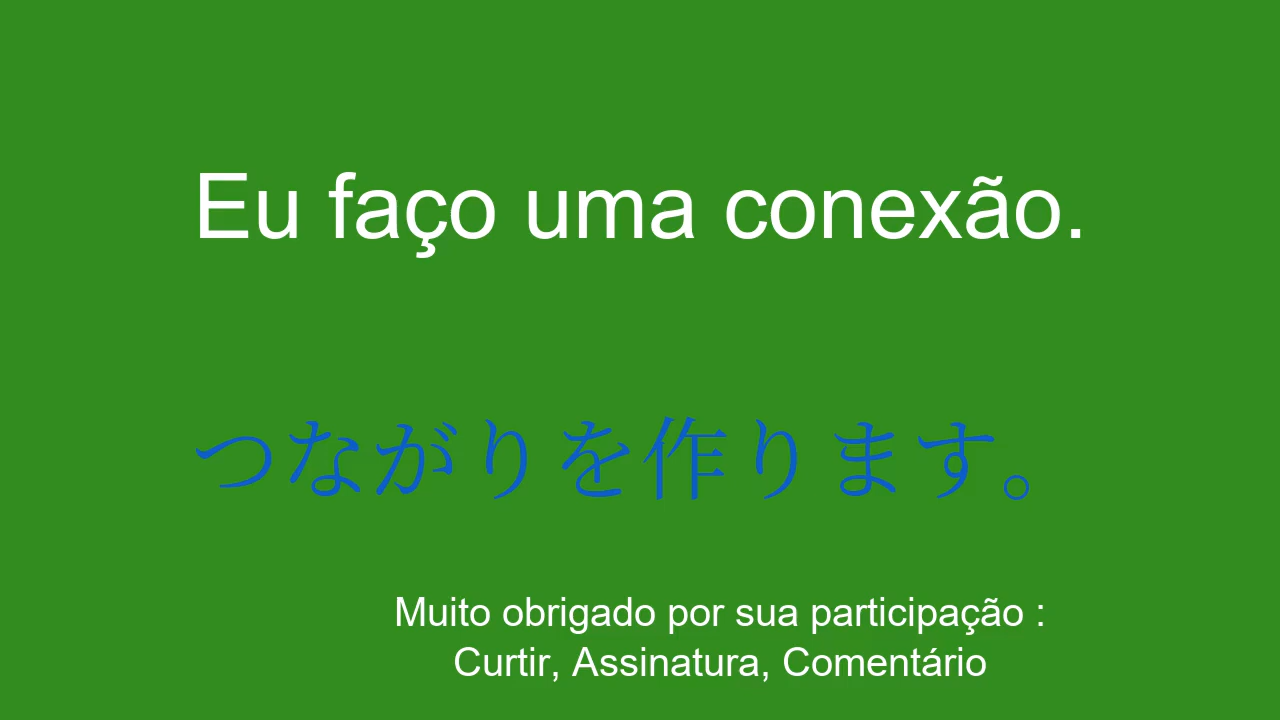 Eu faço uma conexão.
つながりを作ります。
Muito obrigado por sua participação :
Curtir, Assinatura, Comentário